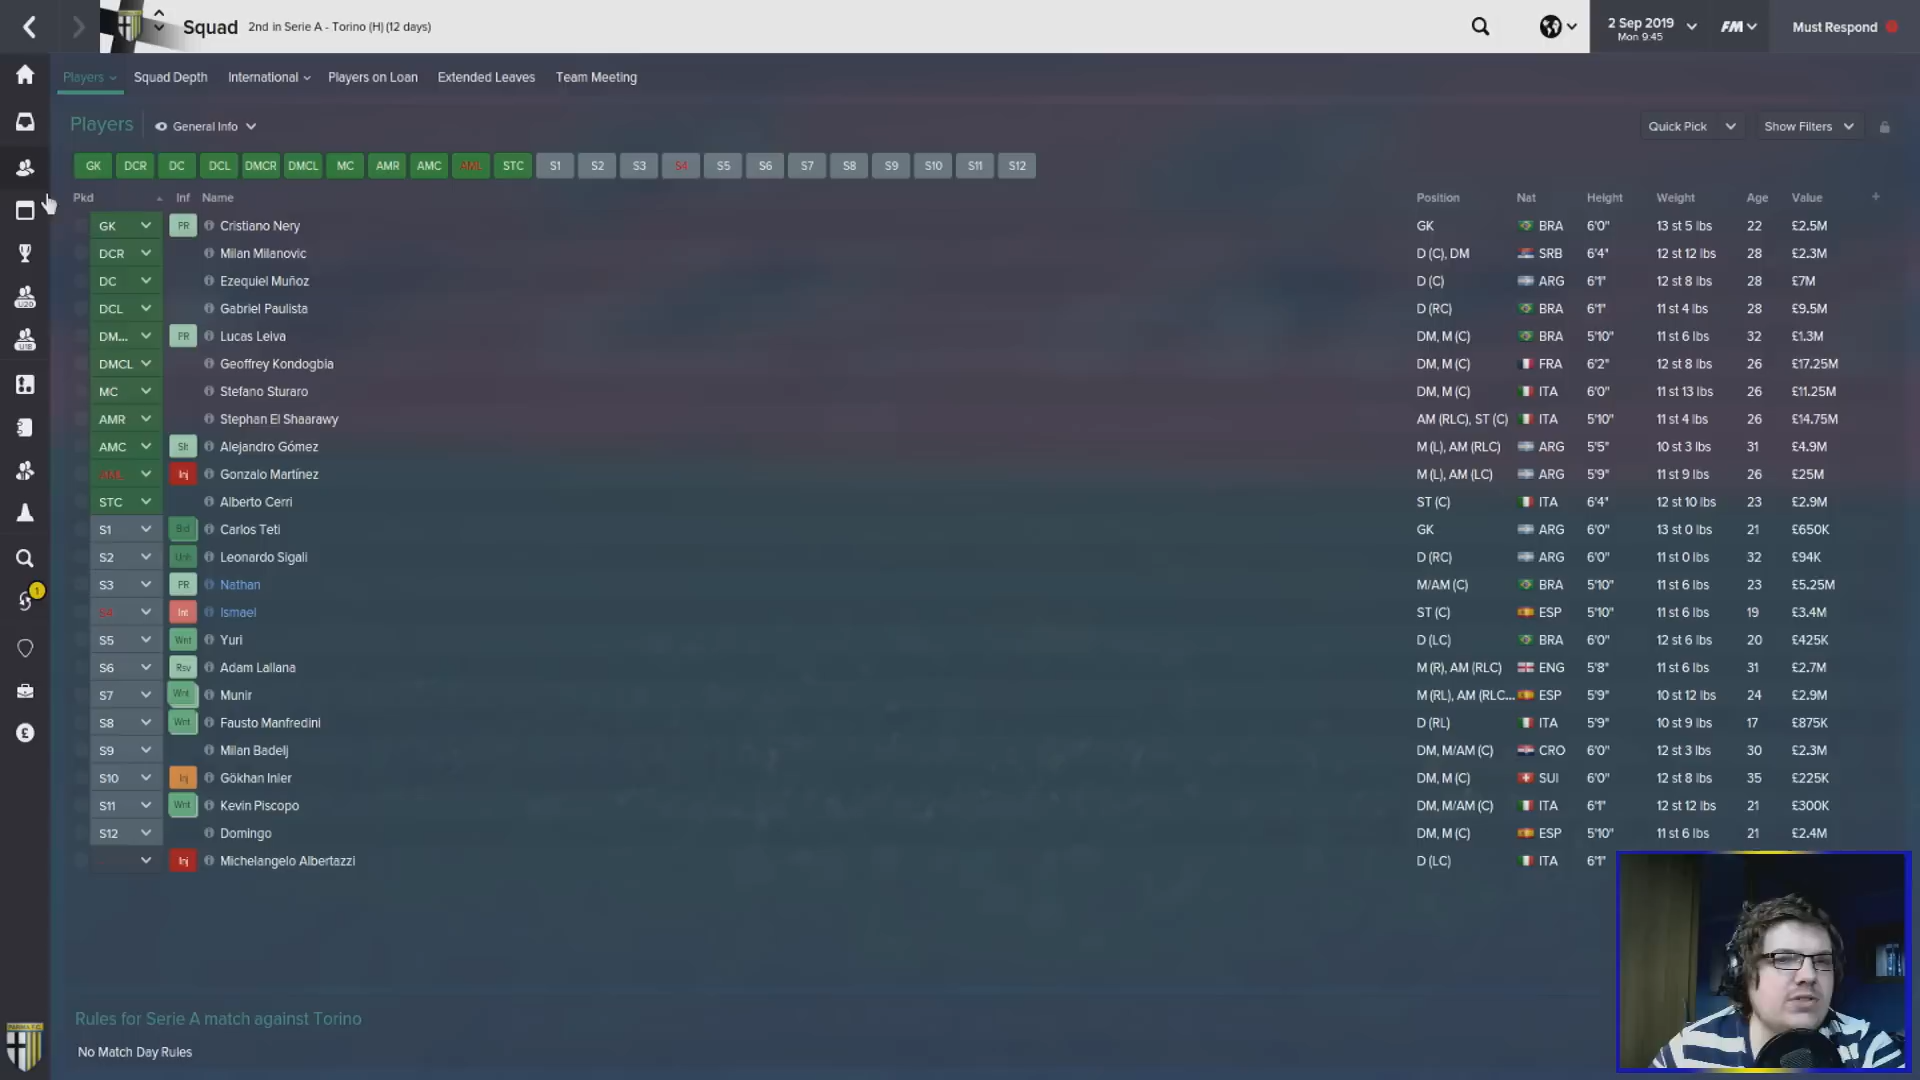 Squad 2nd in Serie A - Torino (H) (12 days) 2 Sep 2019 Mon 9:45 FM Must Respond
Players Squad Depth International Players on Loan Extended Leaves Team Meeting
Players General Info Quick Pick Show Filters
GK DCR DC DCL DMCR DMCL MC AMR AMC AML STC S1 S2 S3 S4 S5 S6 S7 S8 S9 S10 S11 S12
Pkd Inf Name Position Nat Height Weight Age Value +
GK PR Cristiano Nery GK BRA 6'0" 13 st 5 lbs 22 £2.5M
DCR Milan Milanovic D (C), DM SRB 6'4" 12 st 12 lbs 28 £2.3M
DC Ezequiel Muñoz D (C) ARG 6'1" 12 st 8 lbs 28 £7M
DCL Gabriel Paulista D (RC) BRA 6'1" 11 st 4 lbs 28 £9.5M
DM... PR Lucas Leiva DM, M (C) BRA 5'10" 11 st 6 lbs 32 £1.3M
DMCL Geoffrey Kondogbia DM, M (C) FRA 6'2" 12 st 8 lbs 26 £17.25M
MC Stefano Sturaro DM, M (C) ITA 6'0" 11 st 13 lbs 26 £11.25M
AMR Stephan El Shaarawy AM (RLC), ST (C) ITA 5'10" 11 st 4 lbs 26 £14.75M
AMC Slt Alejandro Gómez M (L), AM (RLC) ARG 5'5" 10 st 3 lbs 31 £4.9M
AML Inj Gonzalo Martínez M (L), AM (LC) ARG 5'9" 11 st 9 lbs 26 £25M
STC Alberto Cerri ST (C) ITA 6'4" 12 st 10 lbs 23 £2.9M
S1 Bid Carlos Teti GK ARG 6'0" 13 st 0 lbs 21 £650K
S2 Unh Leonardo Sigali D (RC) ARG 6'0" 11 st 0 lbs 32 £94K
S3 PR Nathan M/AM (C) BRA 5'10" 11 st 6 lbs 23 £5.25M
S4 Int Ismael ST (C) ESP 5'10" 11 st 6 lbs 19 £3.4M
S5 Wnt Yuri D (LC) BRA 6'0" 12 st 6 lbs 20 £425K
S6 Rsv Adam Lallana M (R), AM (RLC) ENG 5'8" 11 st 6 lbs 31 £2.7M
S7 Wnt Munir M (RL), AM (RLC... ESP 5'9" 10 st 12 lbs 24 £2.9M
S8 Wnt Fausto Manfredini D (RL) ITA 5'9" 10 st 9 lbs 17 £875K
S9 Milan Badelj DM, M/AM (C) CRO 6'0" 12 st 3 lbs 30 £2.3M
S10 Inj Gökhan Inler DM, M (C) SUI 6'0" 12 st 8 lbs 35 £225K
S11 Wnt Kevin Piscopo DM, M/AM (C) ITA 6'1" 12 st 12 lbs 21 £300K
S12 Domingo DM, M (C) ESP 5'10" 11 st 6 lbs 21 £2.4M
Inj Michelangelo Albertazzi D (LC) ITA 6'1"
U20
U18
1
Rules for Serie A match against Torino
No Match Day Rules